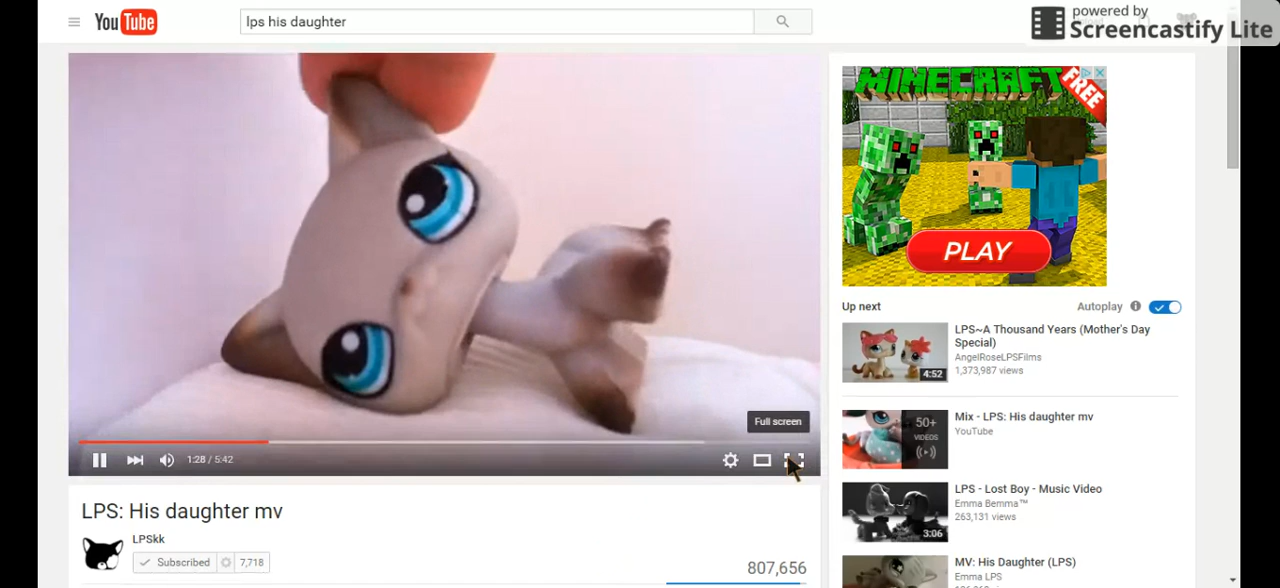 YouTube
lps his daughter
powered by
Screencastify Lite
MINECRAFT
FREE
PLAY
Up next
Autoplay
LPS~A Thousand Years (Mother's Day
Special)
AngelRoseLPSFilms
1,373,987 views
4:52
Mix - LPS: His daughter mv
YouTube
50+
VIDEOS
LPS - Lost Boy - Music Video
Emma Bemma™
263,131 views
3:06
MV: His Daughter (LPS)
Emma LPS
Full screen
1:28 / 5:42
LPS: His daughter mv
LPSkk
Subscribed
7,718
807,656